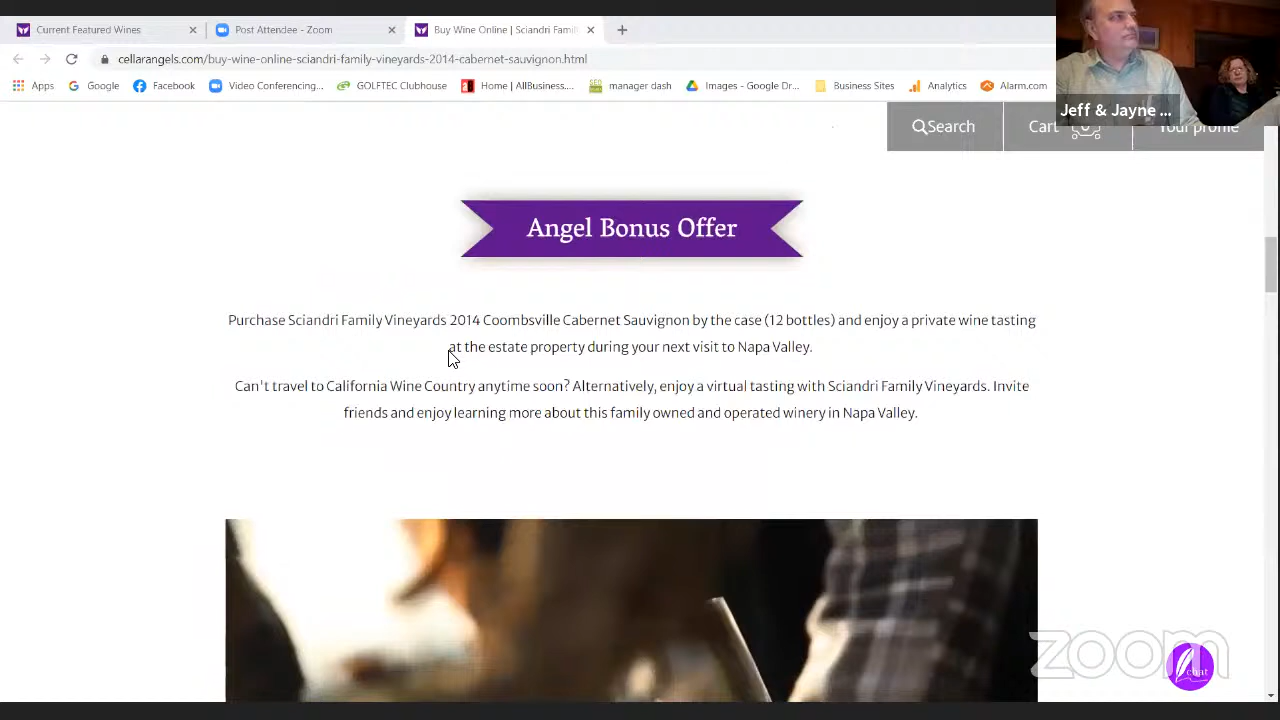 Current Featured Wines
Post Attendee - Zoom
Buy Wine Online | Sciandri Famil
cellarangels.com/buy-wine-online-sciandri-family-vineyards-2014-cabernet-sauvignon.html
Apps Google Facebook Video Conferencing... GOLFTEC Clubhouse Home | AllBusiness.... manager dash Images - Google Dr... Business Sites Analytics Alarm.com
Jeff & Jayne ...
Search Cart Your profile
Angel Bonus Offer
Purchase Sciandri Family Vineyards 2014 Coombsville Cabernet Sauvignon by the case (12 bottles) and enjoy a private wine tasting
at the estate property during your next visit to Napa Valley.
Can't travel to California Wine Country anytime soon? Alternatively, enjoy a virtual tasting with Sciandri Family Vineyards. Invite
friends and enjoy learning more about this family owned and operated winery in Napa Valley.
zoom
chat